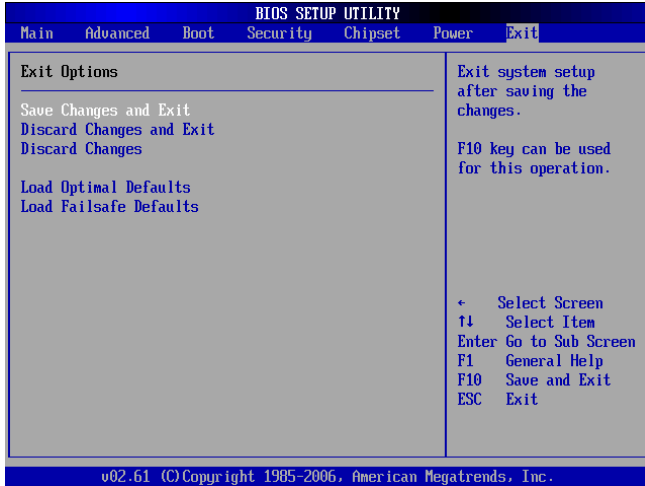 BIOS SETUP UTILITY
Main Advanced Boot Security Chipset Power Exit
Exit Options
Save Changes and Exit
Discard Changes and Exit
Discard Changes
Load Optimal Defaults
Load Failsafe Defaults
Exit system setup
after saving the
changes.
F10 key can be used
for this operation.
← Select Screen
↑↓ Select Item
Enter Go to Sub Screen
F1 General Help
F10 Save and Exit
ESC Exit
v02.61 (C)Copyright 1985-2006, American Megatrends, Inc.